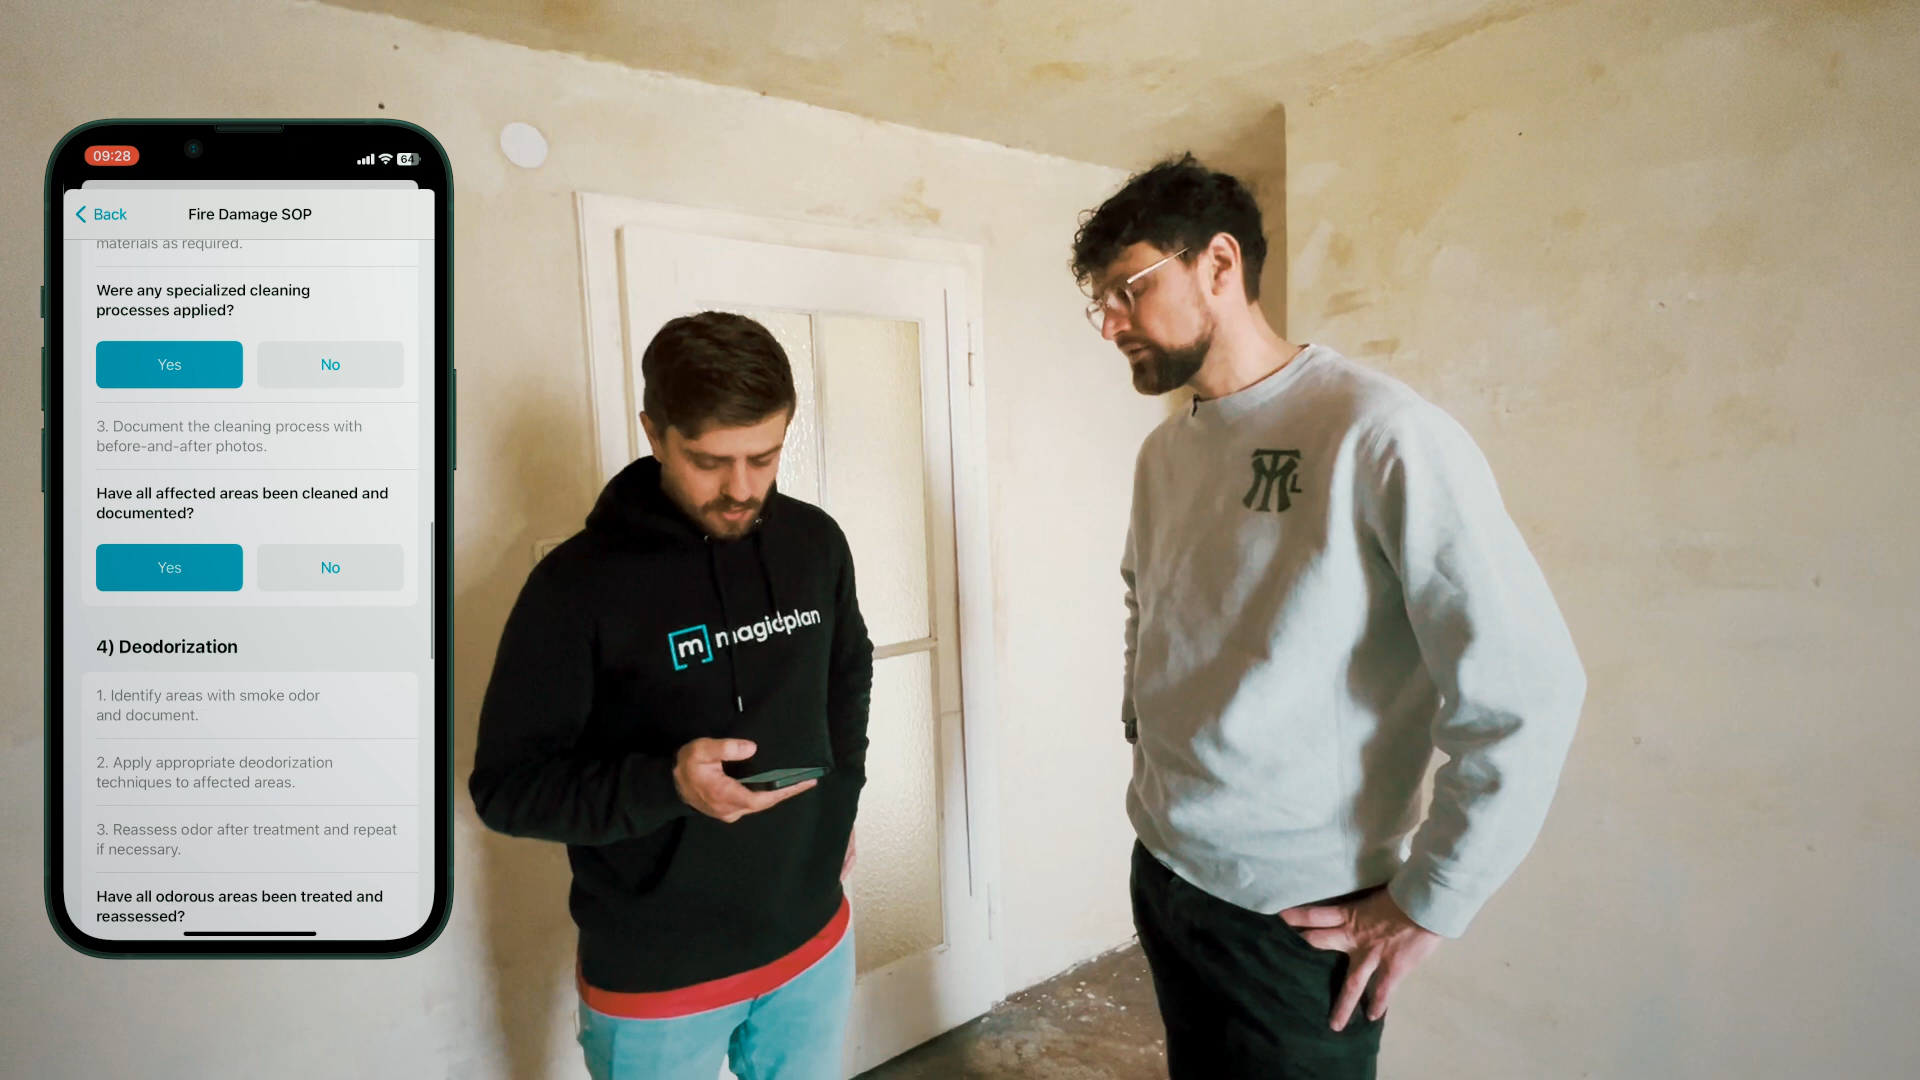 09:28
64
Back
Fire Damage SOP
materials as required.
Were any specialized cleaning
processes applied?
Yes
No
3. Document the cleaning process with
before-and-after photos.
Have all affected areas been cleaned and
documented?
Yes
No
4) Deodorization
1. Identify areas with smoke odor
and document.
2. Apply appropriate deodorization
techniques to affected areas.
3. Reassess odor after treatment and repeat
if necessary.
Have all odorous areas been treated and
reassessed?
m magicplan